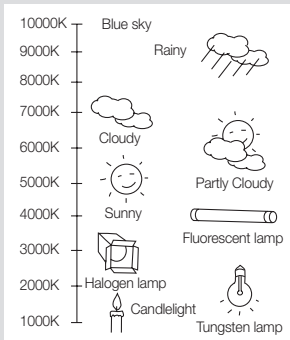 10000K
Blue sky
9000K
Rainy
8000K
7000K
Cloudy
6000K
Partly Cloudy
5000K
Sunny
4000K
Fluorescent lamp
3000K
Halogen lamp
2000K
Candlelight
1000K
Tungsten lamp